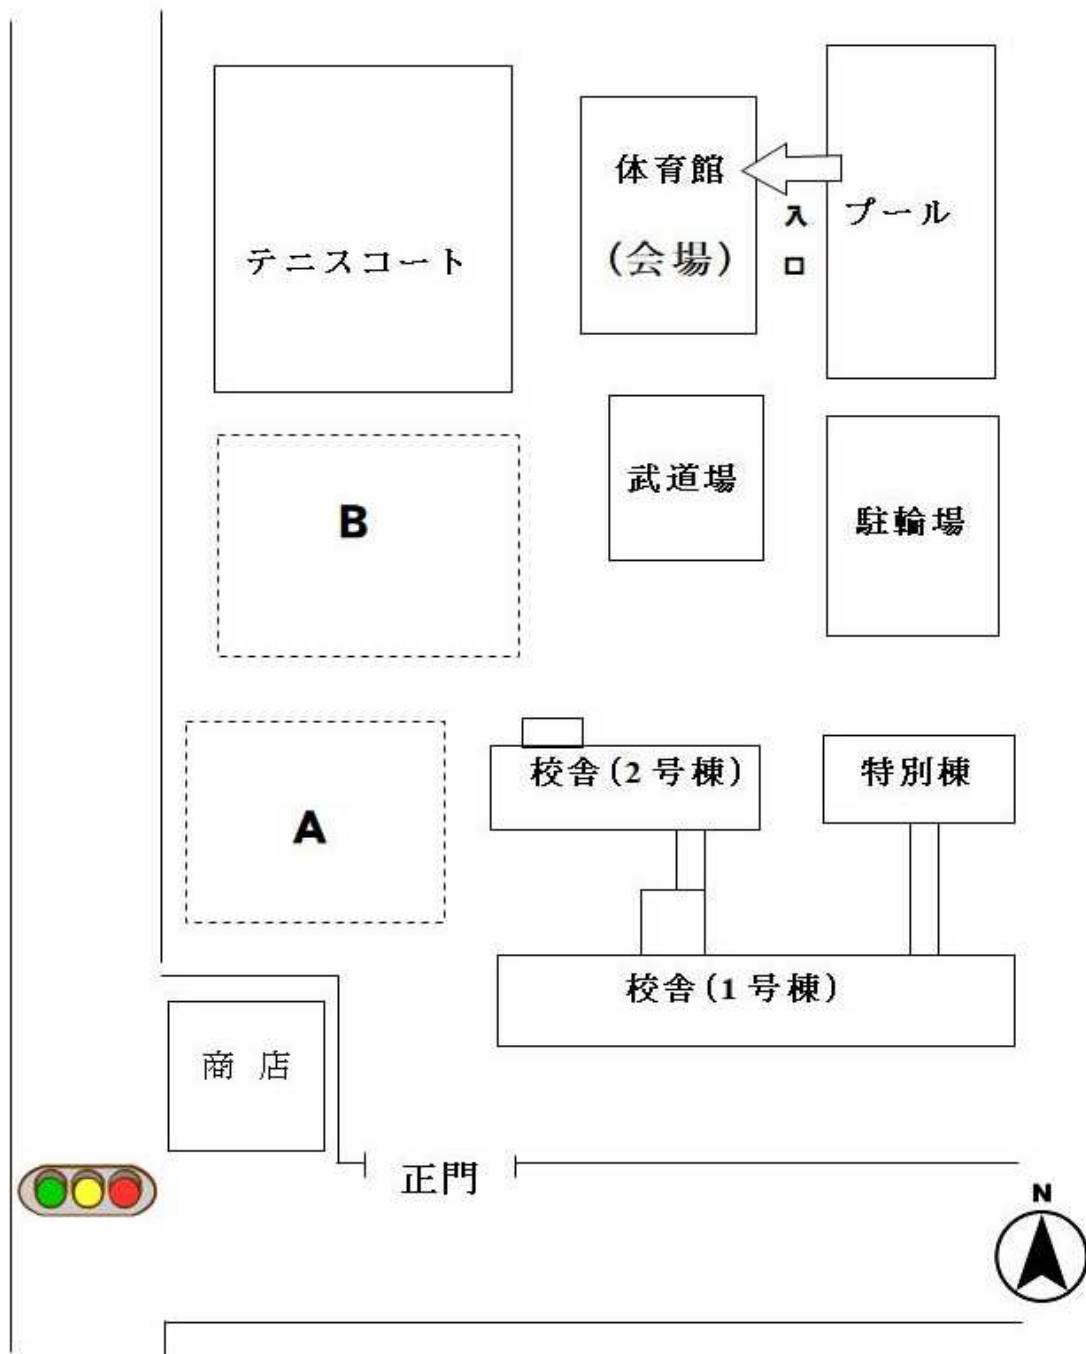 体育館
(会場)
入
口
プール
テニスコート
武道場
駐輪場
B
A
校舎(2号棟)
特別棟
校舎(1号棟)
商 店
正門
N